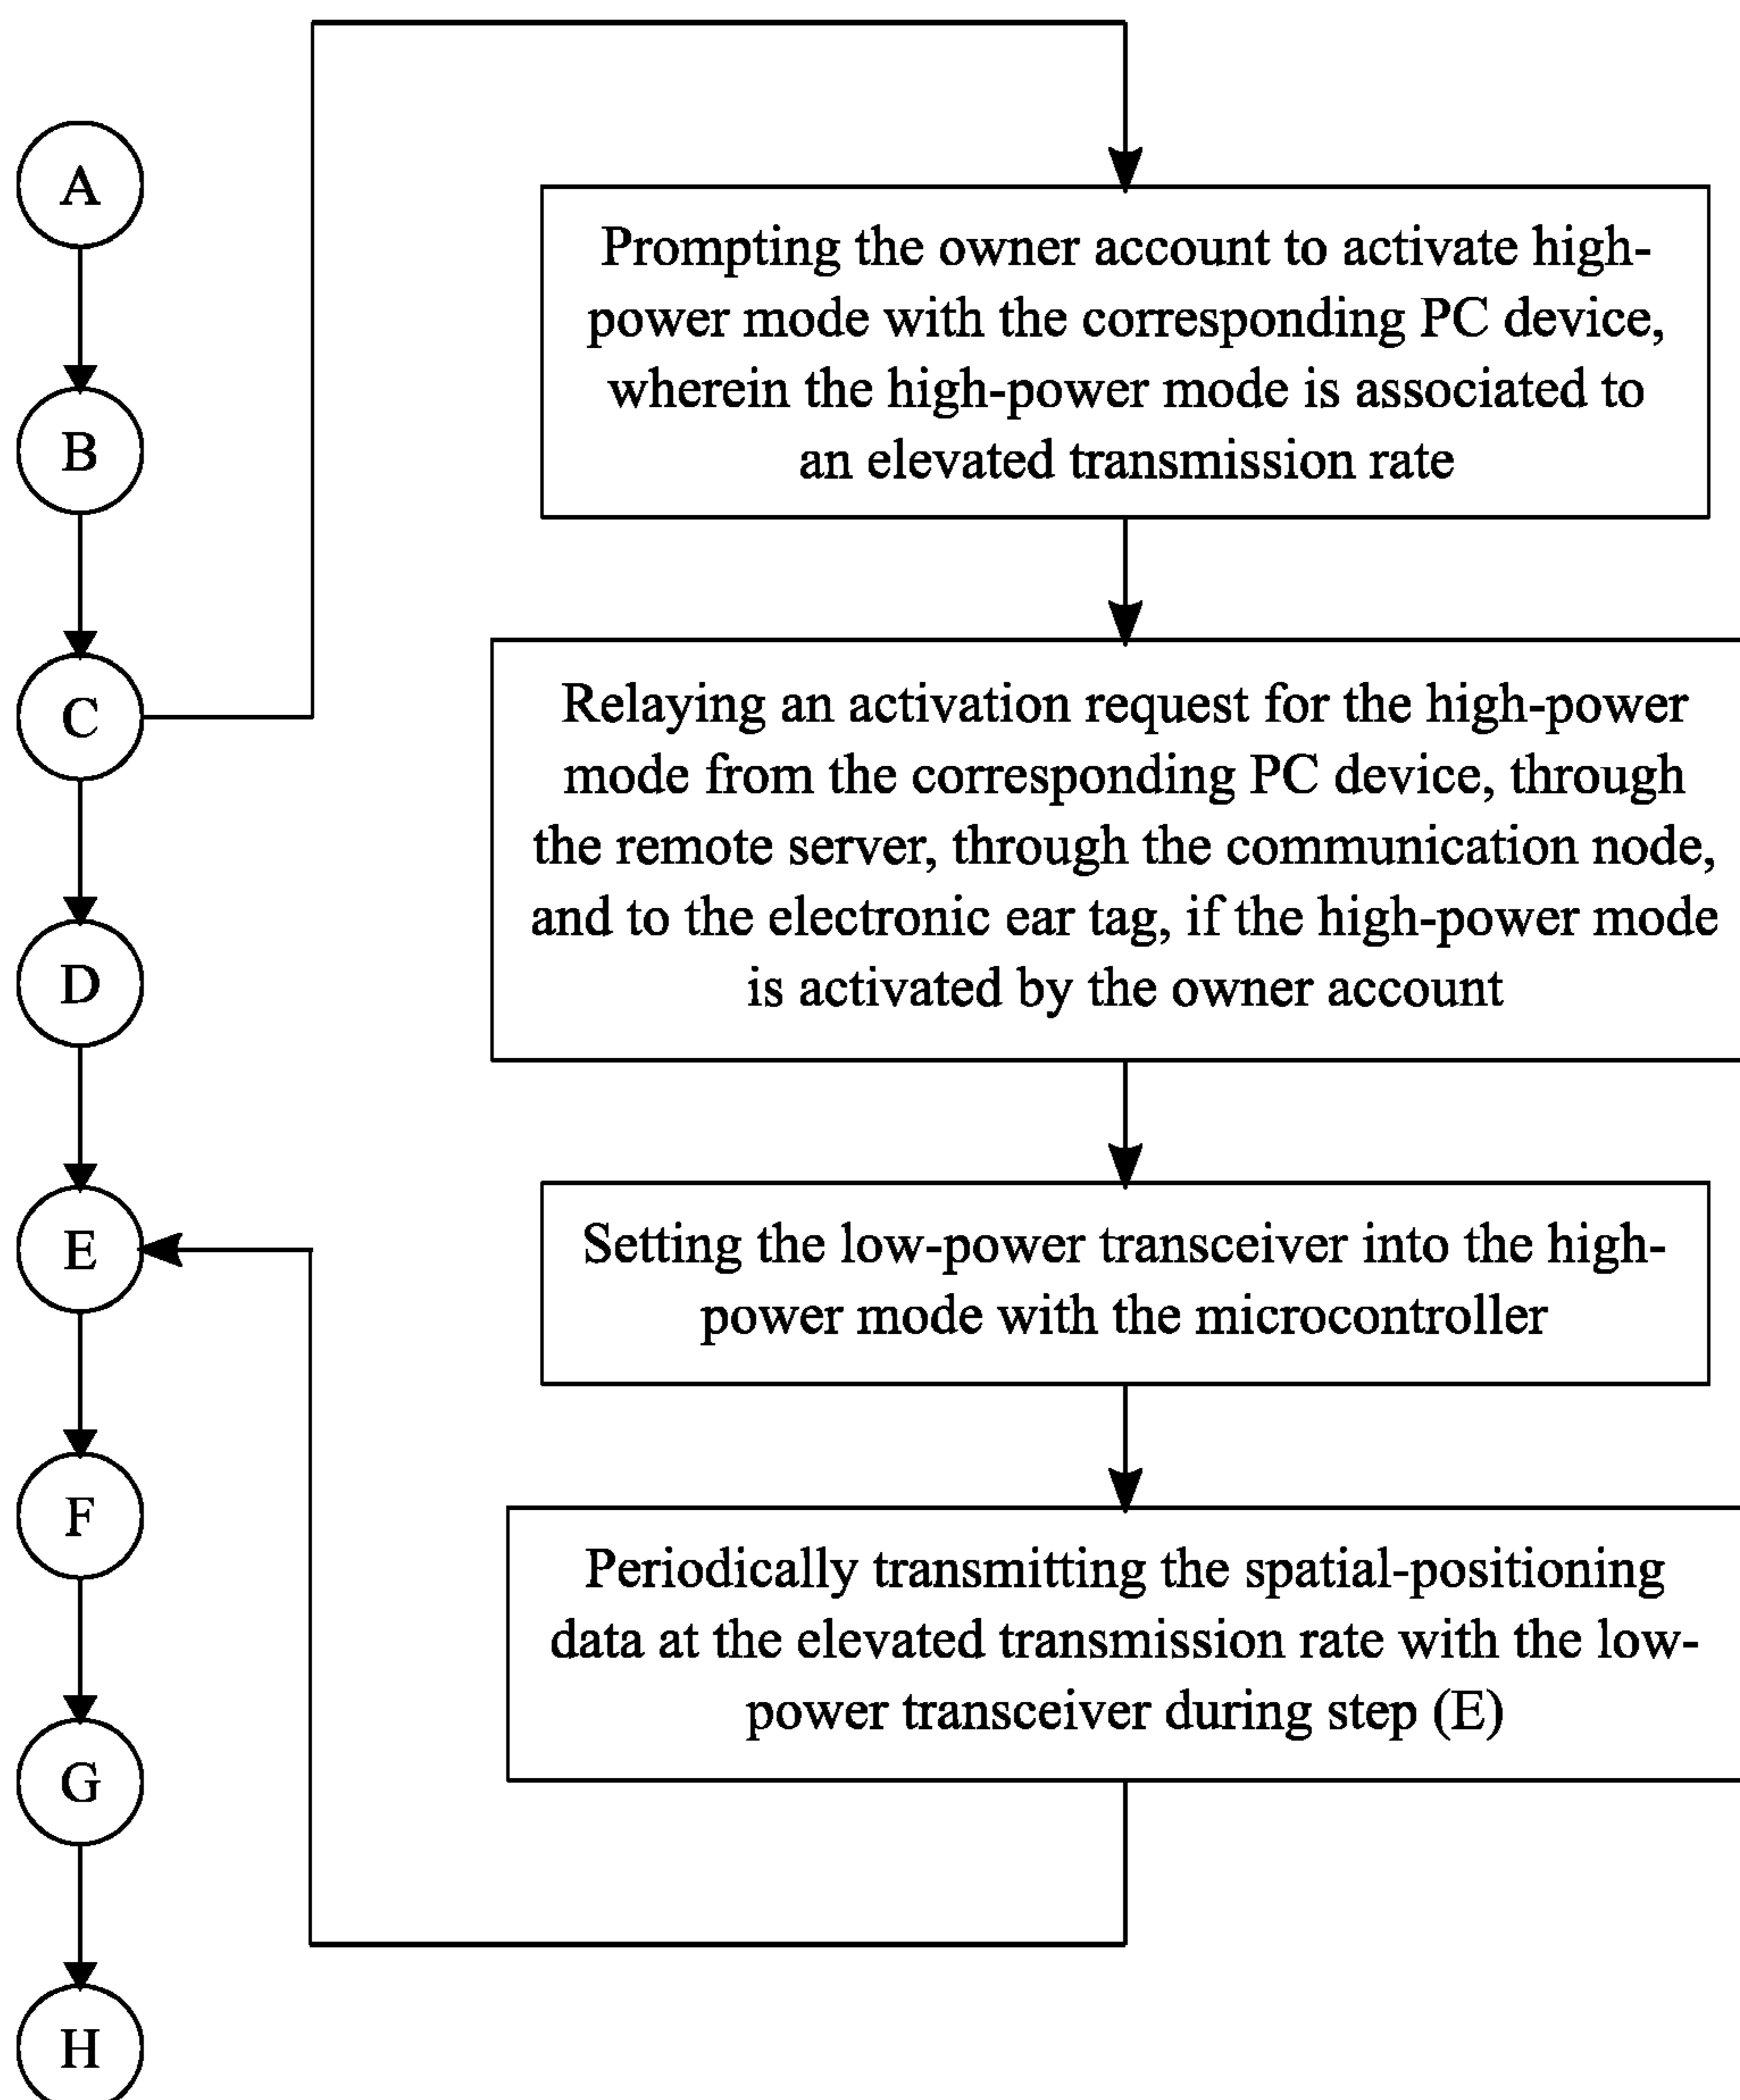 A
B
C
D
E
F
G
H
Prompting the owner account to activate high-
power mode with the corresponding PC device,
wherein the high-power mode is associated to
an elevated transmission rate
Relaying an activation request for the high-power
mode from the corresponding PC device, through
the remote server, through the communication node,
and to the electronic ear tag, if the high-power mode
is activated by the owner account
Setting the low-power transceiver into the high-
power mode with the microcontroller
Periodically transmitting the spatial-positioning
data at the elevated transmission rate with the low-
power transceiver during step (E)